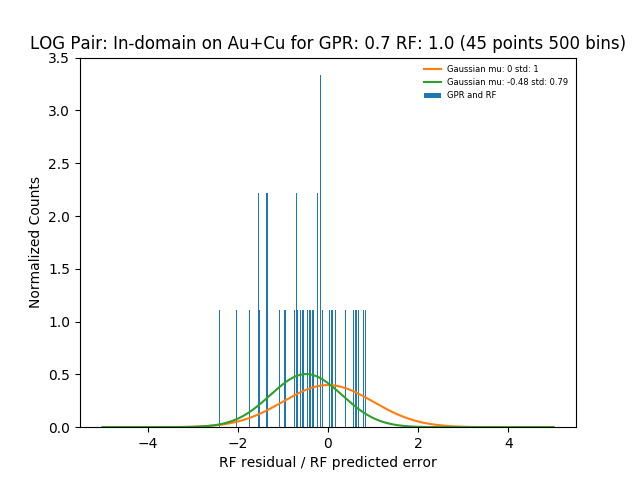 LOG Pair: In-domain on Au+Cu for GPR: 0.7 RF: 1.0 (45 points 500 bins)
Gaussian mu: 0 std: 1
Gaussian mu: -0.48 std: 0.79
GPR and RF
3.5
3.0
2.5
2.0
1.5
1.0
0.5
0.0
Normalized Counts
−4
−2
0
2
4
RF residual / RF predicted error